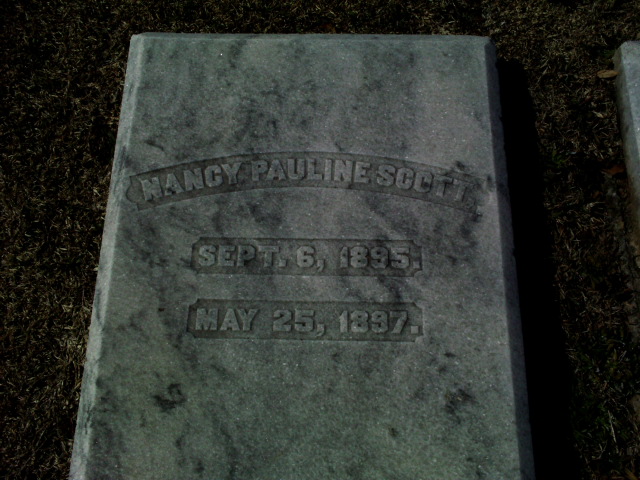 NANCY PAULINE SCOTT
SEPT. 6, 1895.
MAY 25, 1897.